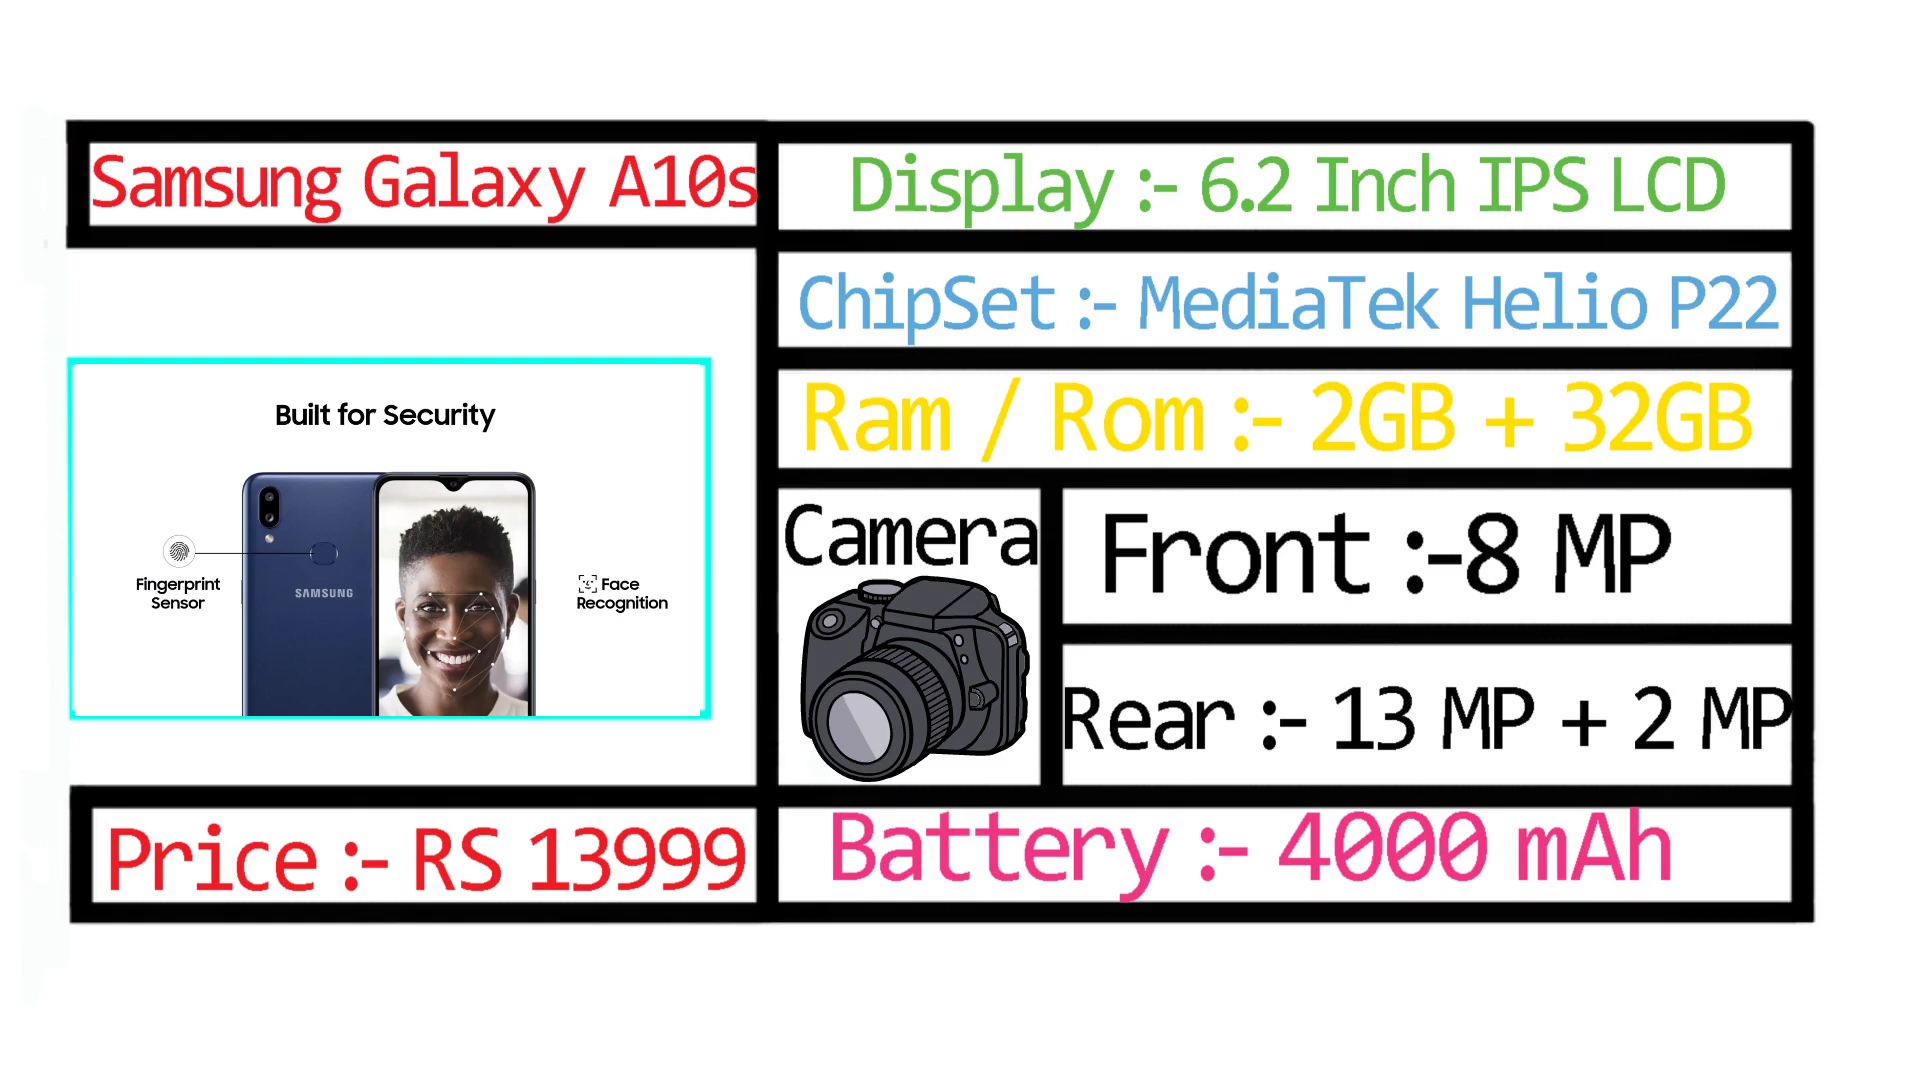 Samsung Galaxy A10s
Display :- 6.2 Inch IPS LCD
ChipSet :- MediaTek Helio P22
Ram / Rom :- 2GB + 32GB
Built for Security
Fingerprint
Sensor
SAMSUNG
Face
Recognition
Camera
Front :-8 MP
Rear :- 13 MP + 2 MP
Price :- RS 13999
Battery :- 4000 mAh